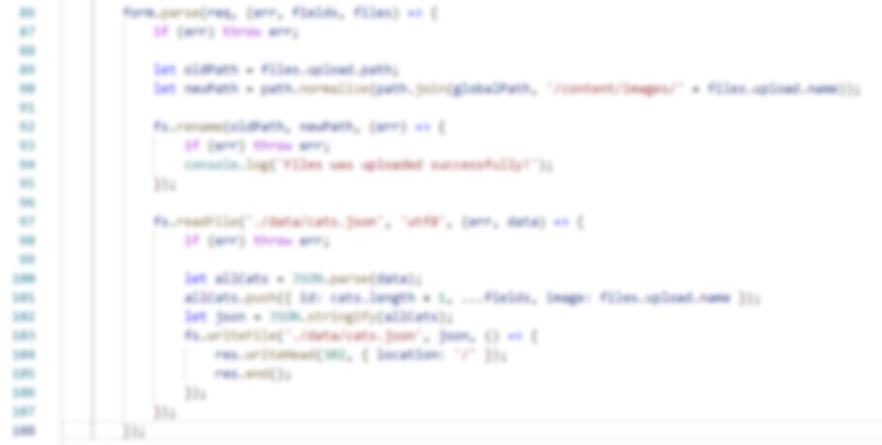 86 form.parse(req, (err, fields, files) => {
87 if (err) throw err;
88
89 let oldPath = files.upload.path;
90 let newPath = path.normalize(path.join(globalPath, '/content/images/' + files.upload.name));
91
92 fs.rename(oldPath, newPath, (err) => {
93 if (err) throw err;
94 console.log('Files was uploaded successfully!');
95 });
96
97 fs.readFile('./data/cats.json', 'utf8', (err, data) => {
98 if (err) throw err;
99
100 let allCats = JSON.parse(data);
101 allCats.push({ id: cats.length + 1, ...fields, image: files.upload.name });
102 let json = JSON.stringify(allCats);
103 fs.writeFile('./data/cats.json', json, () => {
104 res.writeHead(302, { location: '/' });
105 res.end();
106 });
107 });
108 });